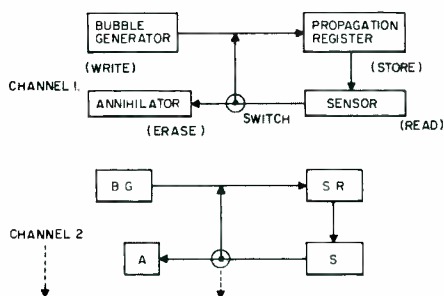 BUBBLE
GENERATOR
PROPAGATION
REGISTER
(WRITE)
(STORE)
CHANNEL 1.
ANNIHILATOR
SWITCH
SENSOR
(ERASE)
(READ)
B G
S R
CHANNEL 2
A
S